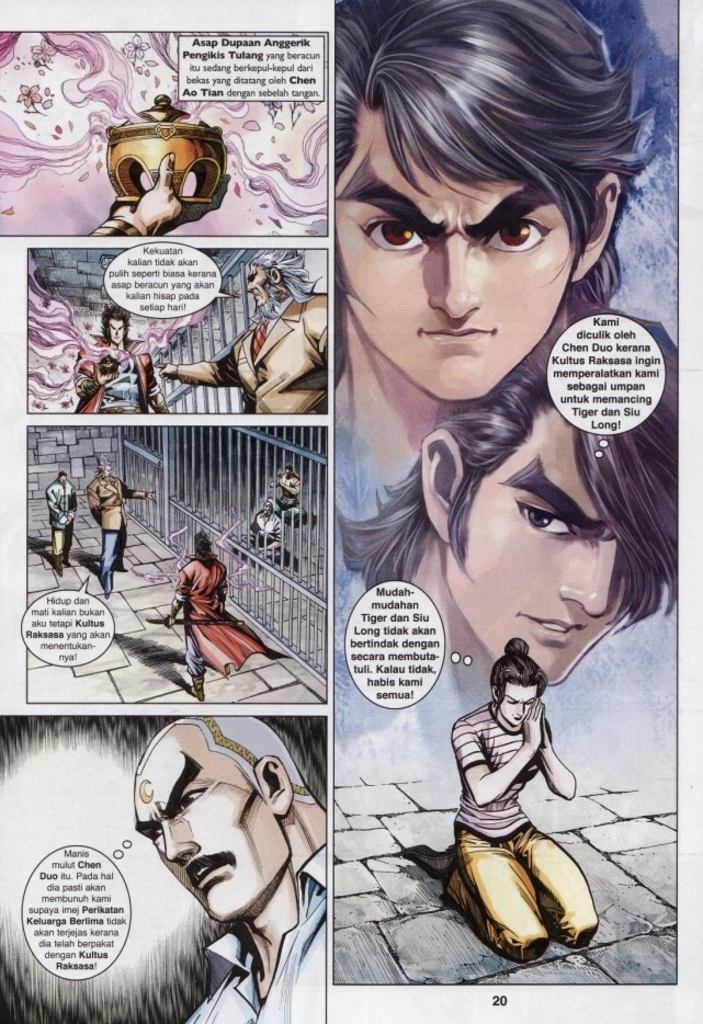 Asap Dupaan Anggerik
Pengikis Tulang yang beracun
itu sedang berkepul-kepul dari
bekas yang ditatang oleh Chen
Ao Tian dengan sebelah tangan.
Kekuatan
kalian tidak akan
pulih seperti biasa kerana
asap beracun yang akan
kalian hisap pada
setiap hari!
Hidup dan
mati kalian bukan
aku tetapi Kultus
Raksasa yang akan
menentukan-
nya!
Manis
mulut Chen
Duo itu. Pada hal
dia pasti akan
membunuh kami
supaya imej Perikatan
Keluarga Berlima tidak
akan terjejas kerana
dia telah berpakat
dengan Kultus
Raksasa!
Kami
diculik oleh
Chen Duo kerana
Kultus Raksasa ingin
memperalatkan kami
sebagai umpan
untuk memancing
Tiger dan Siu
Long!
Mudah-
mudahan
Tiger dan Siu
Long tidak akan
bertindak dengan
secara membuta-
tuli. Kalau tidak,
habis kami
semua!
20